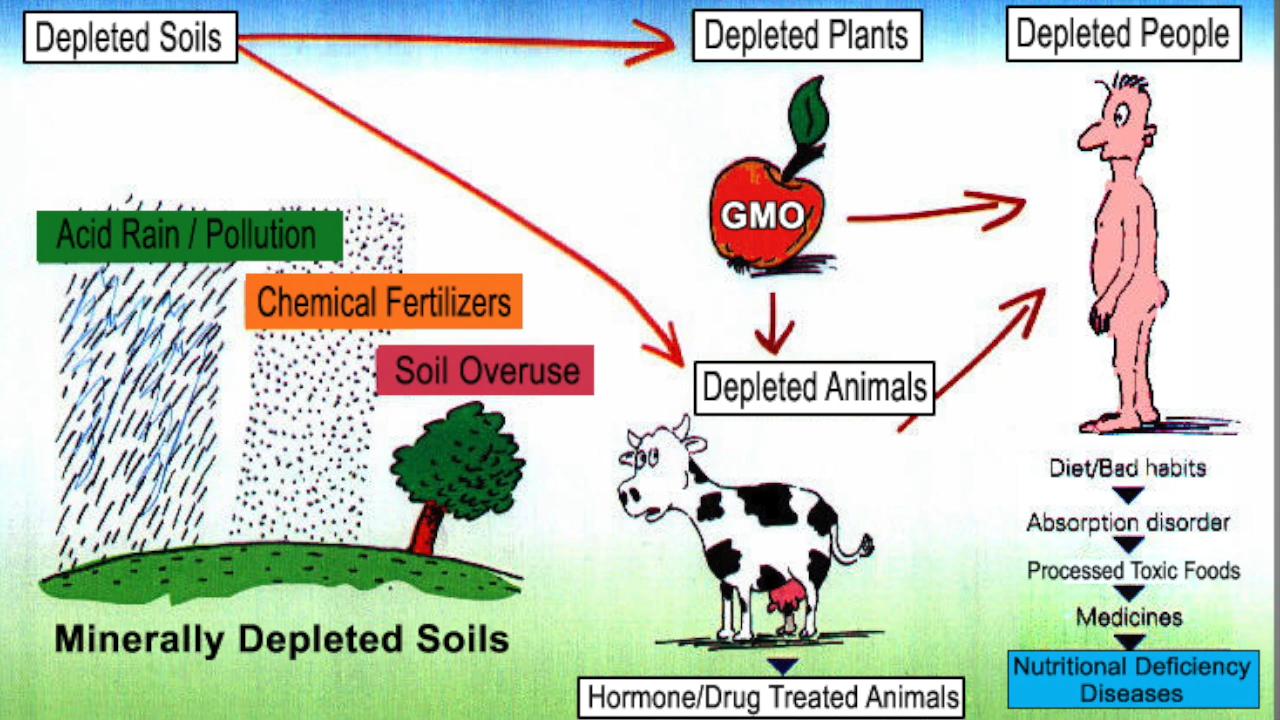 Depleted Soils
Depleted Plants
Depleted People
GMO
Acid Rain / Pollution
Chemical Fertilizers
Soil Overuse
Depleted Animals
Minerally Depleted Soils
Hormone/Drug Treated Animals
Diet/Bad habits
Absorption disorder
Processed Toxic Foods
Medicines
Nutritional Deficiency
Diseases